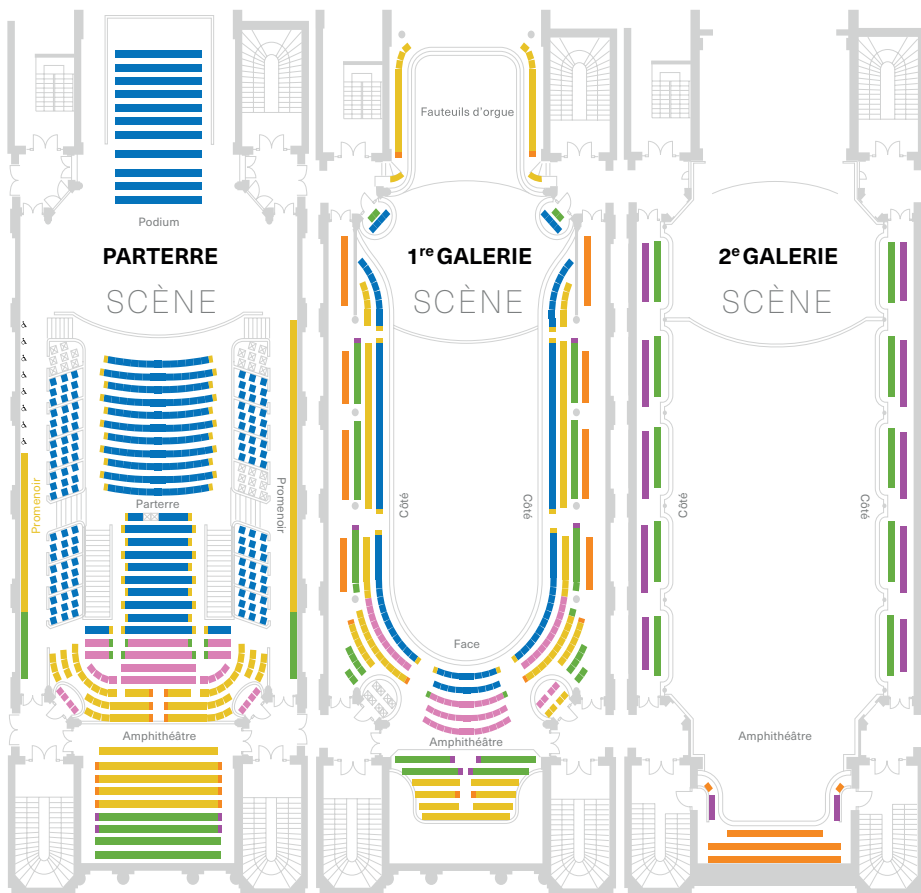 Podium
PARTERRE
SCÈNE
Promenoir
Promenoir
Parterre
Amphithéâtre
Fauteuils d'orgue
1re GALERIE
SCÈNE
Côté
Côté
Face
Amphithéâtre
2e GALERIE
SCÈNE
Côté
Côté
Amphithéâtre